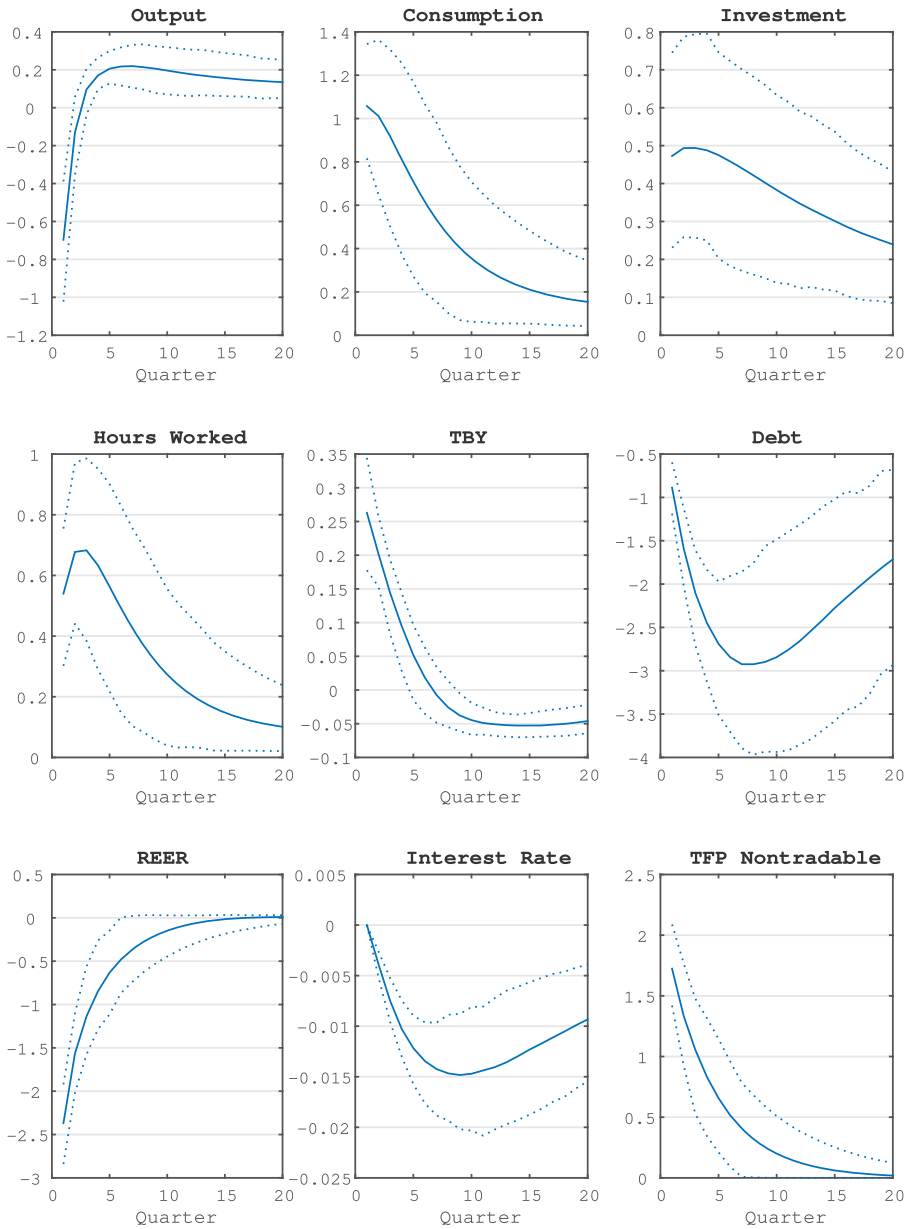 Output
0.4
0.2
0
-0.2
-0.4
-0.6
-0.8
-1
-1.2
0 5 10 15 20
Quarter
Consumption
1.4
1.2
1
0.8
0.6
0.4
0.2
0
0 5 10 15 20
Quarter
Investment
0.8
0.7
0.6
0.5
0.4
0.3
0.2
0.1
0
0 5 10 15 20
Quarter
Hours Worked
1
0.8
0.6
0.4
0.2
0
0 5 10 15 20
Quarter
TBY
0.35
0.3
0.25
0.2
0.15
0.1
0.05
0
-0.05
-0.1
0 5 10 15 20
Quarter
Debt
-0.5
-1
-1.5
-2
-2.5
-3
-3.5
-4
0 5 10 15 20
Quarter
REER
0.5
0
-0.5
-1
-1.5
-2
-2.5
-3
0 5 10 15 20
Quarter
Interest Rate
0.005
0
-0.005
-0.01
-0.015
-0.02
-0.025
0 5 10 15 20
Quarter
TFP Nontradable
2.5
2
1.5
1
0.5
0
0 5 10 15 20
Quarter